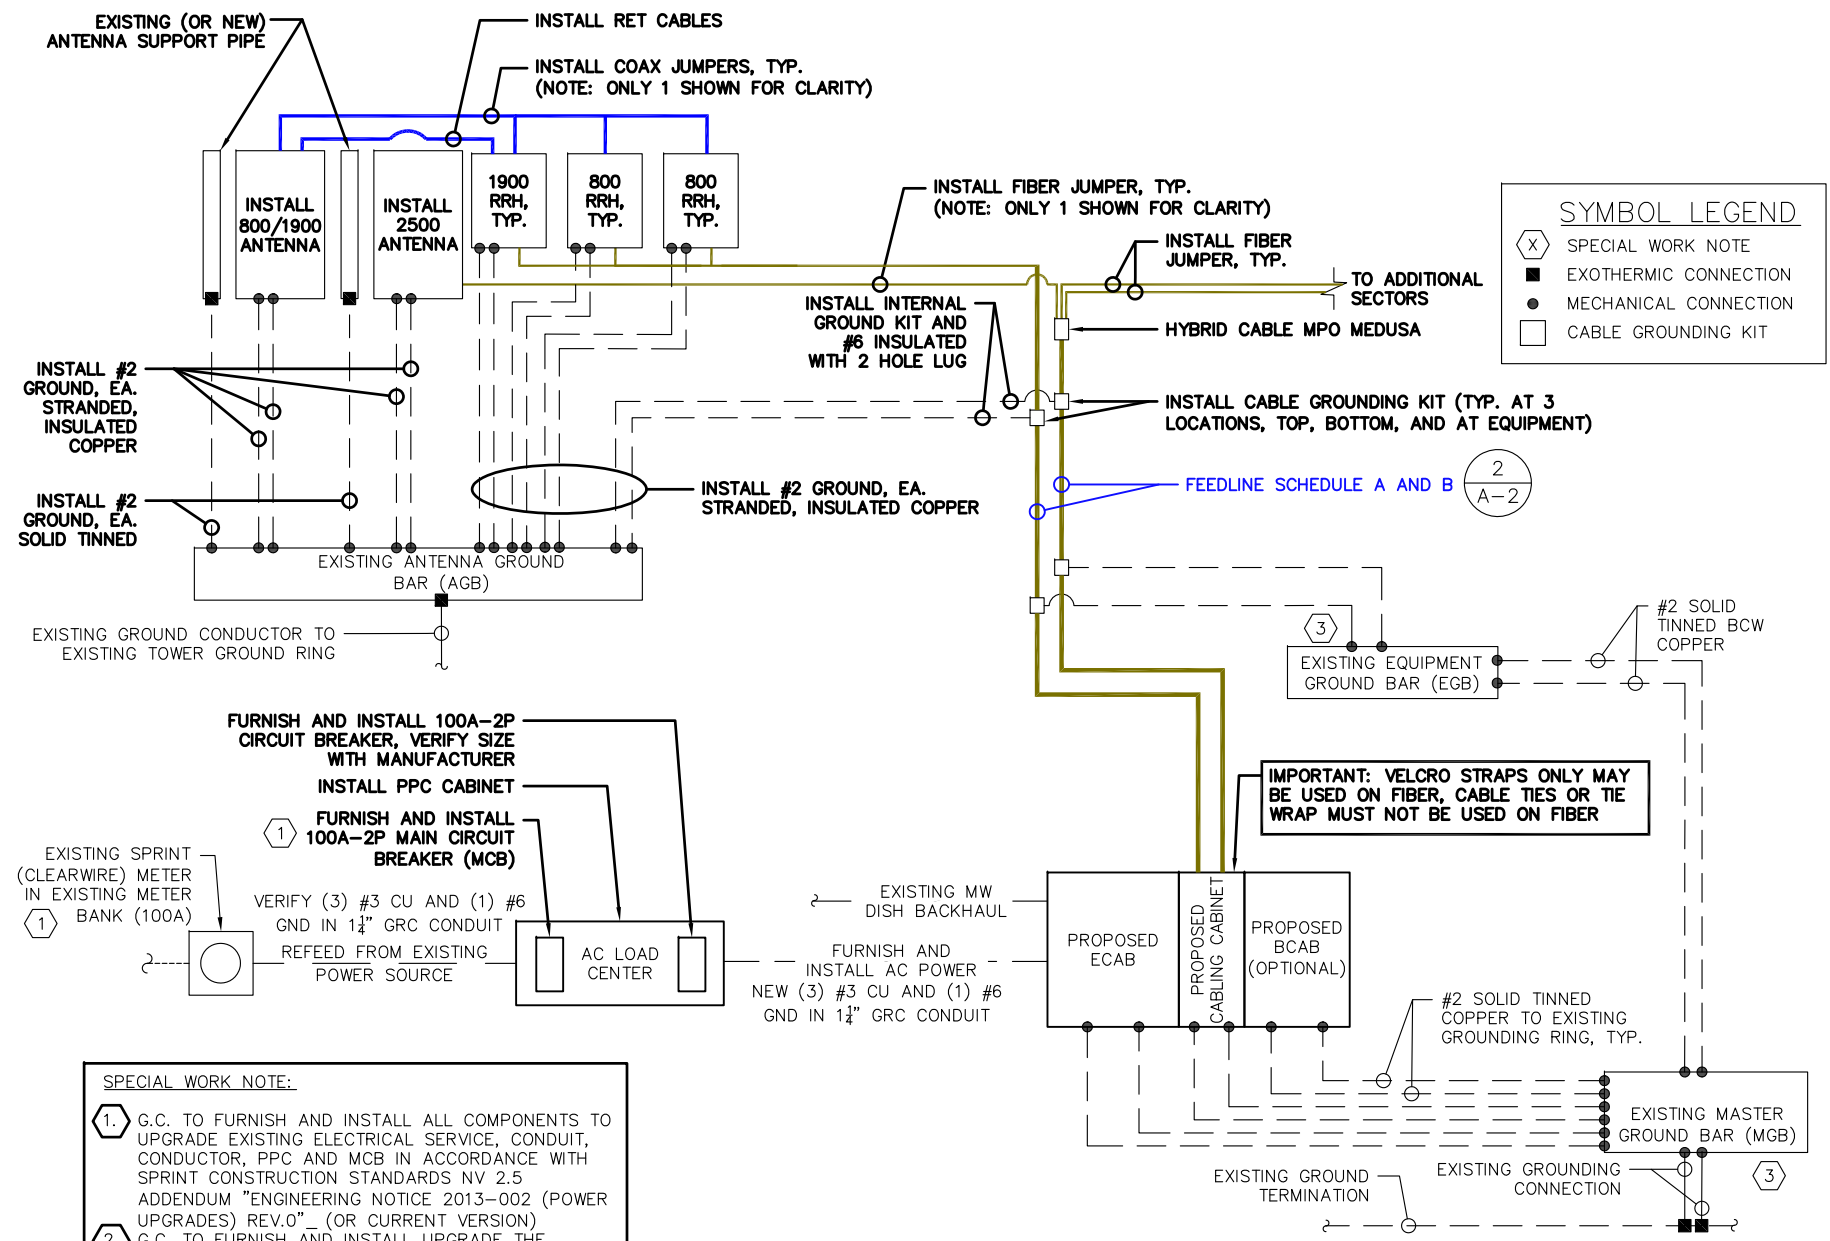 EXISTING (OR NEW)
ANTENNA SUPPORT PIPE
INSTALL RET CABLES
INSTALL COAX JUMPERS, TYP.
(NOTE: ONLY 1 SHOWN FOR CLARITY)
INSTALL
800/1900
ANTENNA
INSTALL
2500
ANTENNA
1900
RRH,
TYP.
800
RRH,
TYP.
800
RRH,
TYP.
INSTALL FIBER JUMPER, TYP.
(NOTE: ONLY 1 SHOWN FOR CLARITY)
INSTALL FIBER
JUMPER, TYP.
TO ADDITIONAL
SECTORS
SYMBOL LEGEND
X SPECIAL WORK NOTE
EXOTHERMIC CONNECTION
MECHANICAL CONNECTION
CABLE GROUNDING KIT
INSTALL INTERNAL
GROUND KIT AND
#6 INSULATED
WITH 2 HOLE LUG
HYBRID CABLE MPO MEDUSA
INSTALL #2
GROUND, EA.
STRANDED,
INSULATED
COPPER
INSTALL CABLE GROUNDING KIT (TYP. AT 3
LOCATIONS, TOP, BOTTOM, AND AT EQUIPMENT)
FEEDLINE SCHEDULE A AND B
2
A-2
INSTALL #2
GROUND, EA.
SOLID TINNED
INSTALL #2 GROUND, EA.
STRANDED, INSULATED COPPER
EXISTING ANTENNA GROUND
BAR (AGB)
EXISTING GROUND CONDUCTOR TO
EXISTING TOWER GROUND RING
3
EXISTING EQUIPMENT
GROUND BAR (EGB)
#2 SOLID
TINNED BCW
COPPER
FURNISH AND INSTALL 100A-2P
CIRCUIT BREAKER, VERIFY SIZE
WITH MANUFACTURER
INSTALL PPC CABINET
1
FURNISH AND INSTALL
100A-2P MAIN CIRCUIT
BREAKER (MCB)
IMPORTANT: VELCRO STRAPS ONLY MAY
BE USED ON FIBER, CABLE TIES OR TIE
WRAP MUST NOT BE USED ON FIBER
EXISTING SPRINT
(CLEARWIRE) METER
IN EXISTING METER
BANK (100A)
1
VERIFY (3) #3 CU AND (1) #6
GND IN 1¼" GRC CONDUIT
REFEED FROM EXISTING
POWER SOURCE
AC LOAD
CENTER
EXISTING MW
DISH BACKHAUL
FURNISH AND
INSTALL AC POWER
NEW (3) #3 CU AND (1) #6
GND IN 1¼" GRC CONDUIT
PROPOSED
ECAB
PROPOSED
CABLING CABINET
PROPOSED
BCAB
(OPTIONAL)
#2 SOLID TINNED
COPPER TO EXISTING
GROUNDING RING, TYP.
EXISTING MASTER
GROUND BAR (MGB)
3
EXISTING GROUND
TERMINATION
EXISTING GROUNDING
CONNECTION
SPECIAL WORK NOTE:
1. G.C. TO FURNISH AND INSTALL ALL COMPONENTS TO
UPGRADE EXISTING ELECTRICAL SERVICE, CONDUIT,
CONDUCTOR, PPC AND MCB IN ACCORDANCE WITH
SPRINT CONSTRUCTION STANDARDS NV 2.5
ADDENDUM "ENGINEERING NOTICE 2013-002 (POWER
UPGRADES) REV.0"_ (OR CURRENT VERSION)
2. G.C. TO FURNISH AND INSTALL UPGRADE THE